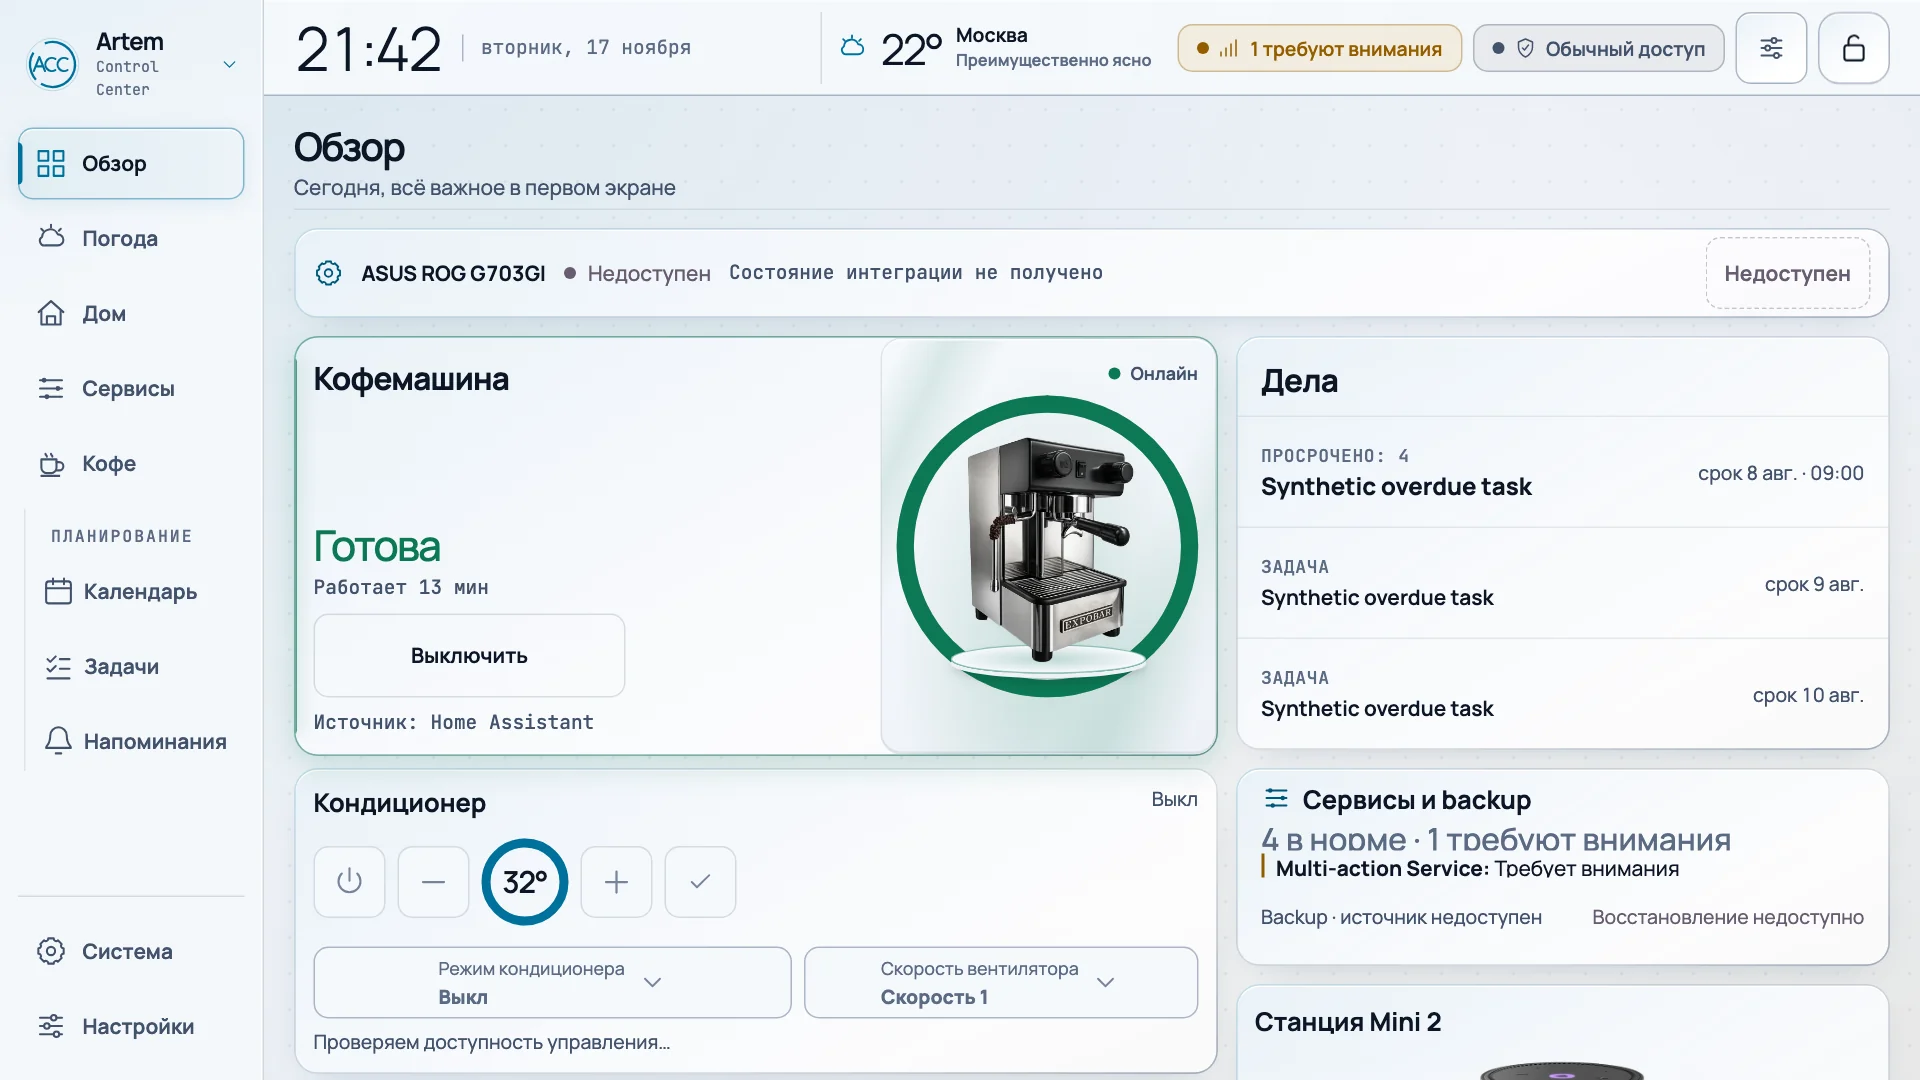 ACC
Artem
Control
Center
21:42
вторник, 17 ноября
22°
Москва
Преимущественно ясно
1 требуют внимания
Обычный доступ
Обзор
Погода
Дом
Сервисы
Кофе
ПЛАНИРОВАНИЕ
Календарь
Задачи
Напоминания
Система
Настройки
Обзор
Сегодня, всё важное в первом экране
ASUS ROG G703GI
Недоступен
Состояние интеграции не получено
Недоступен
Кофемашина
Онлайн
Готова
Работает 13 мин
Выключить
Источник: Home Assistant
EXPOBAR
Дела
ПРОСРОЧЕНО: 4
Synthetic overdue task
срок 8 авг. · 09:00
ЗАДАЧА
Synthetic overdue task
срок 9 авг.
ЗАДАЧА
Synthetic overdue task
срок 10 авг.
Кондиционер
Выкл
32°
Режим кондиционера
Выкл
Скорость вентилятора
Скорость 1
Проверяем доступность управления…
Сервисы и backup
4 в норме · 1 требуют внимания
Multi-action Service: Требует внимания
Backup · источник недоступен
Восстановление недоступно
Станция Mini 2